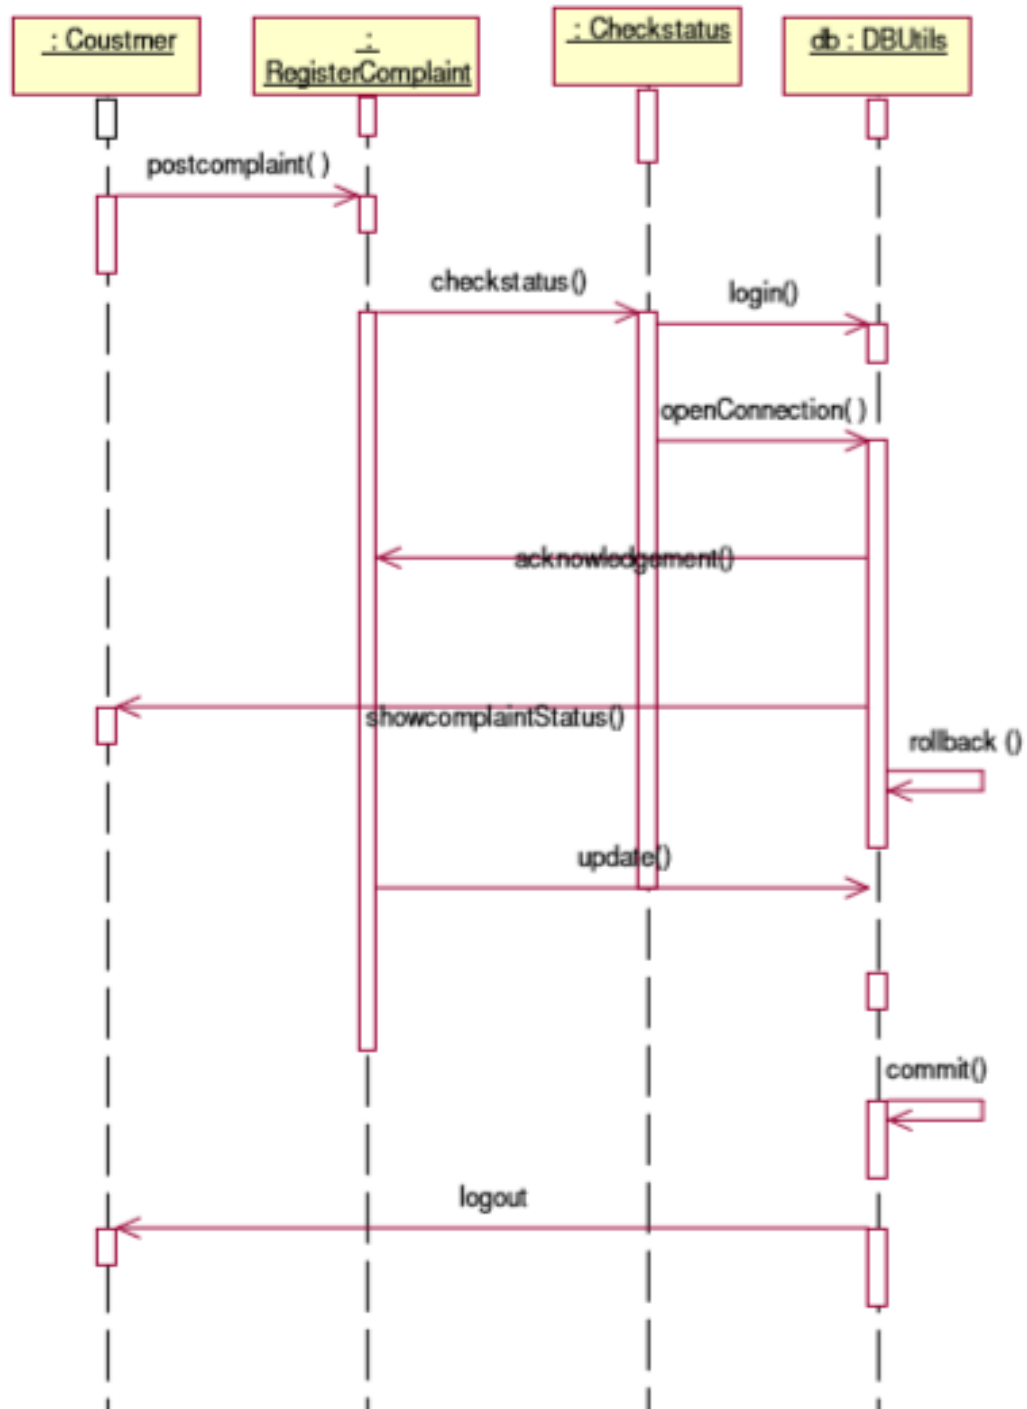 : Coustmer
:
RegisterComplaint
: Checkstatus
db : DBUtils
postcomplaint( )
checkstatus()
login()
openConnection( )
acknowledgement()
showcomplaintStatus()
rollback ()
update()
commit()
logout